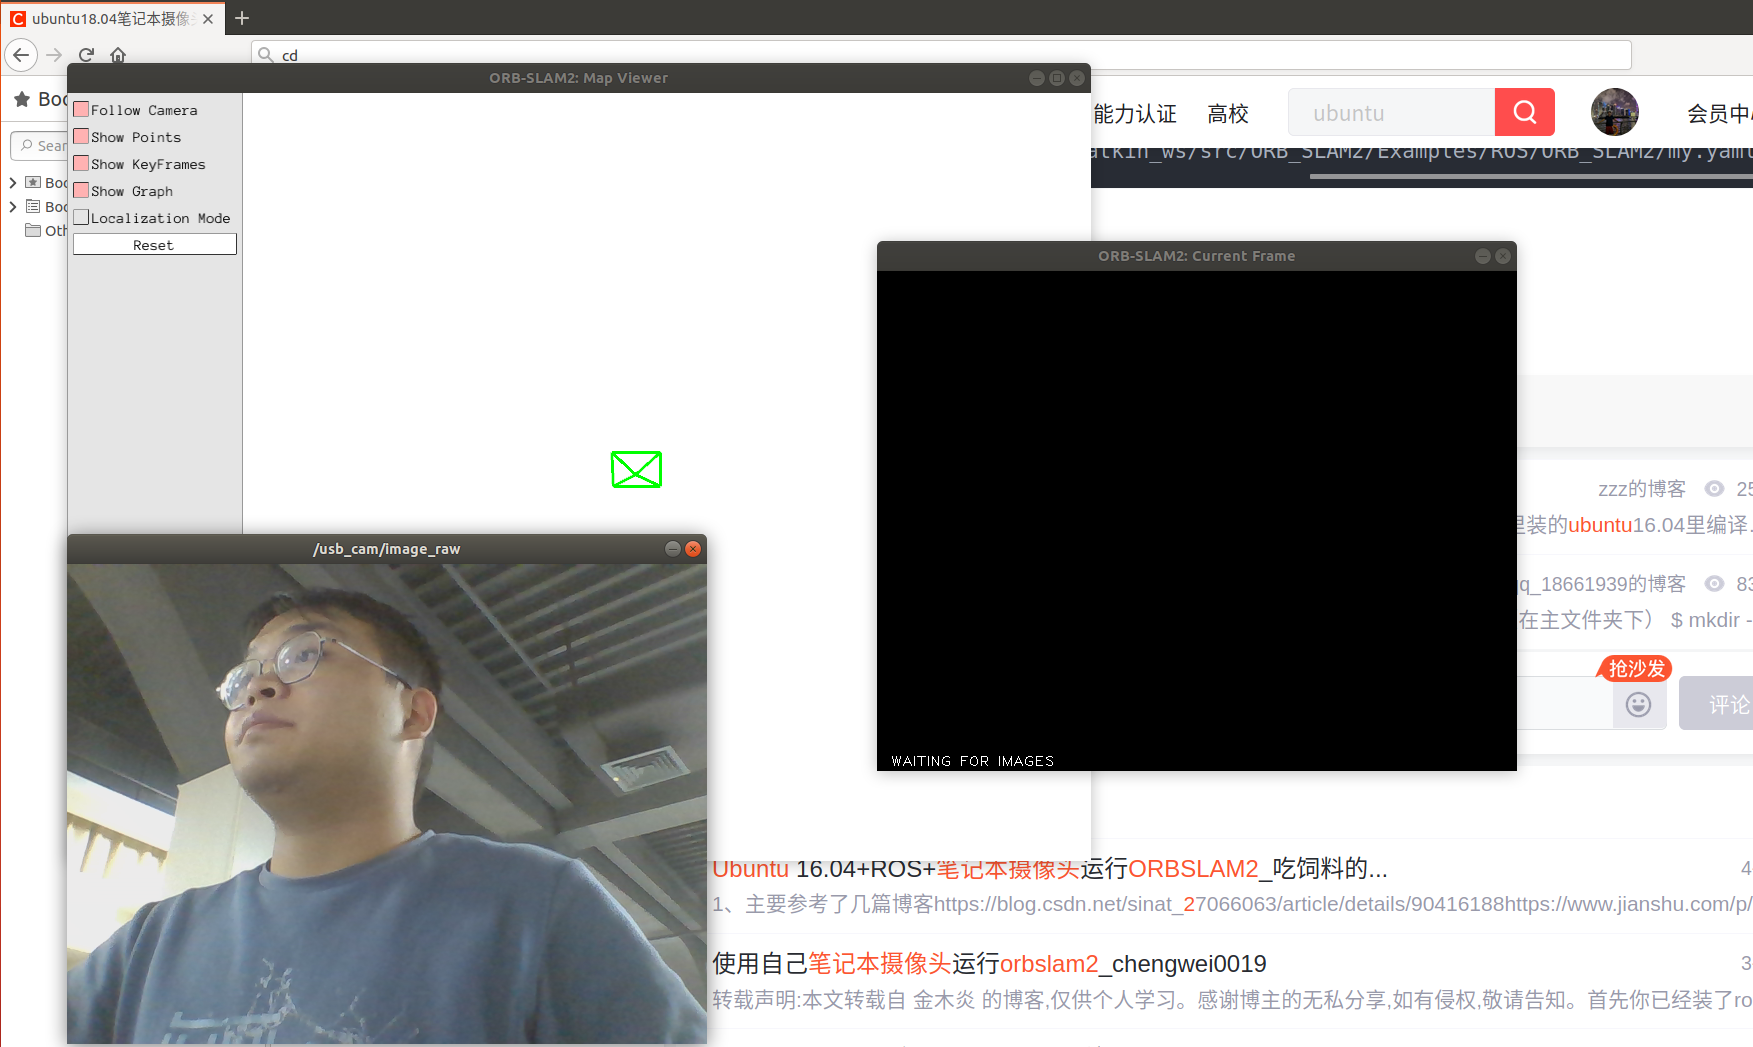 ubuntu18.04笔记本摄像头
cd
ORB-SLAM2: Map Viewer
Boo
Follow Camera
Show Points
Show KeyFrames
Show Graph
Localization Mode
Reset
Sear
Boo
Boo
Oth
能力认证 高校 ubuntu 会员中心
atkin_ws/src/ORB_SLAM2/Examples/ROS/ORB_SLAM2/my.yaml
ORB-SLAM2: Current Frame
WAITING FOR IMAGES
zzz的博客 25
里装的ubuntu16.04里编译…
qq_18661939的博客 83
在主文件夹下） $ mkdir -
抢沙发
评论
/usb_cam/image_raw
Ubuntu 16.04+ROS+笔记本摄像头运行ORBSLAM2_吃饲料的...
4
1、主要参考了几篇博客https://blog.csdn.net/sinat_27066063/article/details/90416188https://www.jianshu.com/p/
使用自己笔记本摄像头运行orbslam2_chengwei0019
3
转载声明:本文转载自 金木炎 的博客,仅供个人学习。感谢博主的无私分享,如有侵权,敬请告知。首先你已经装了ro